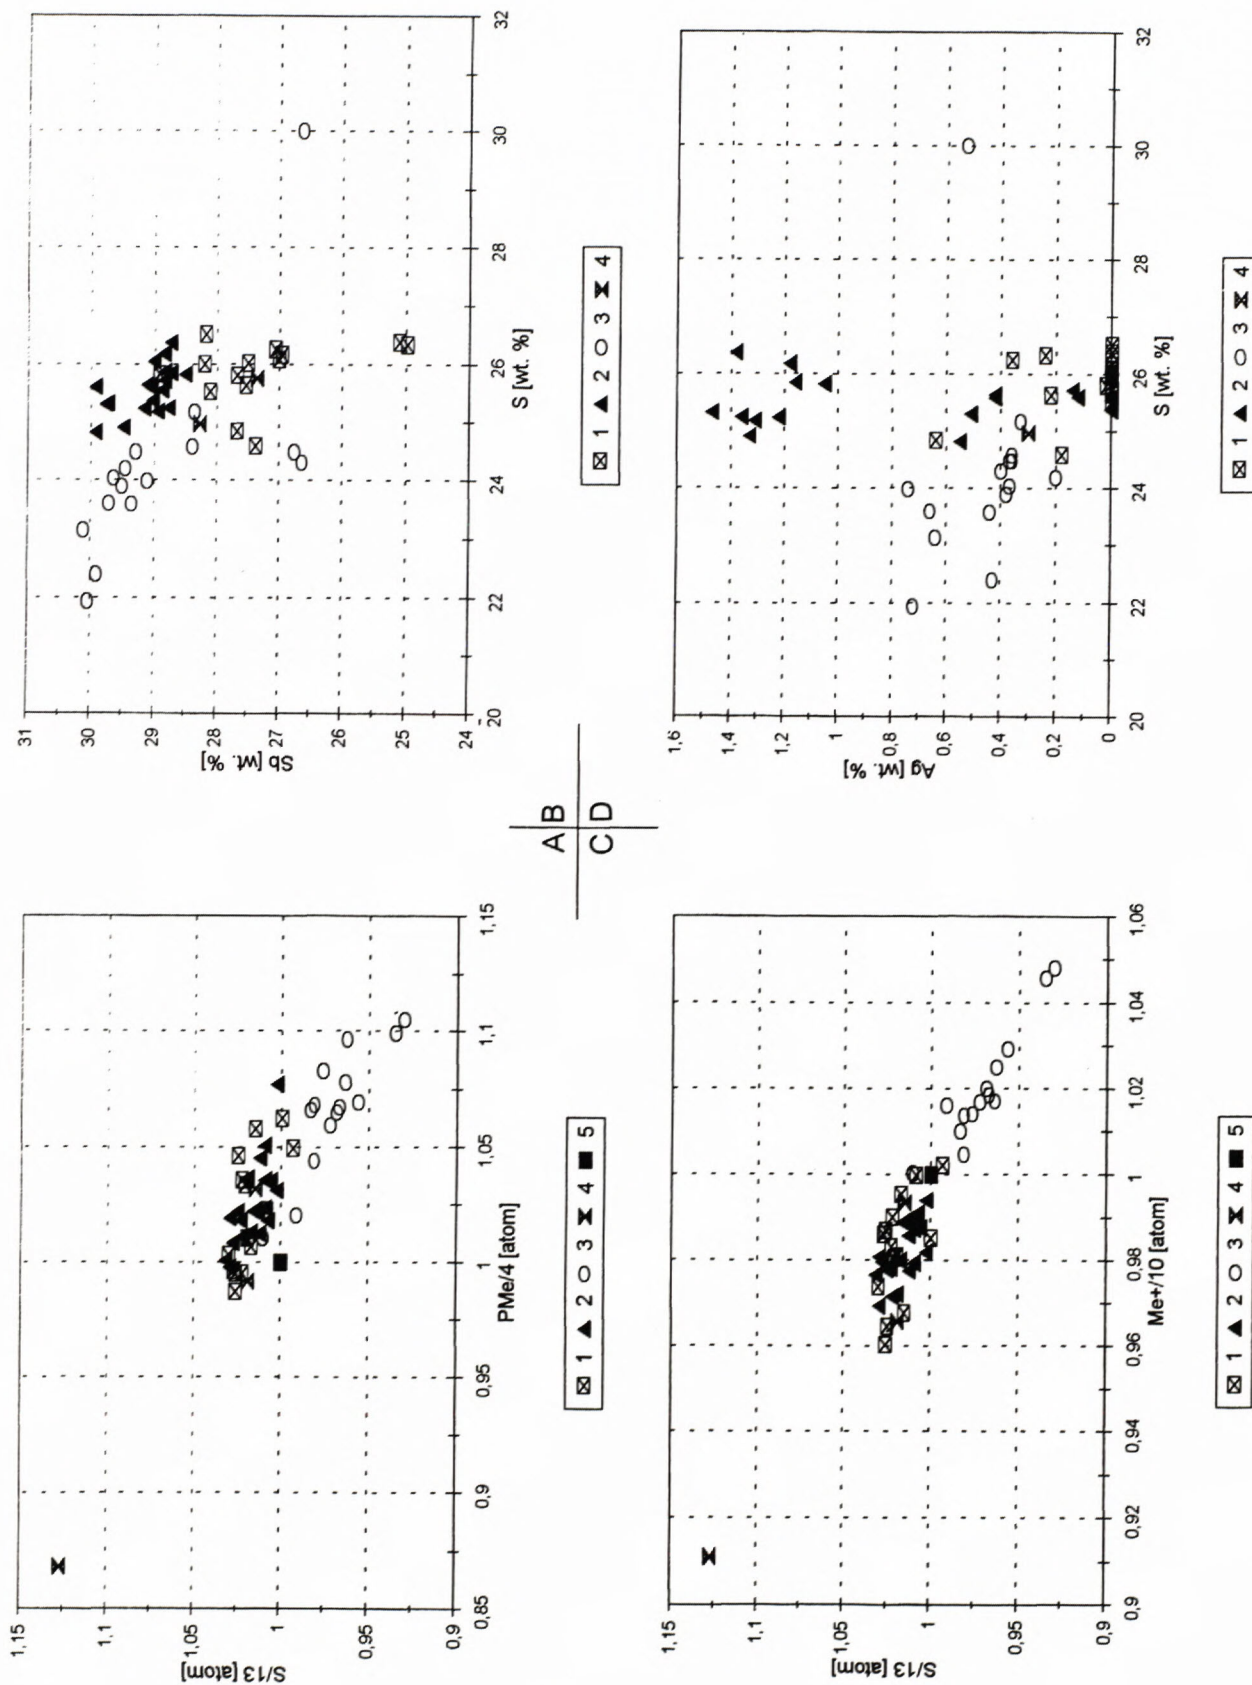 1,15
1,1
1,05
1
0,95
0,9
S/13 [atom]
0,85 0,9 0,95 1 1,05 1,1 1,15
PMe/4 [atom]
1 2 3 4 5
31
30
29
28
27
26
25
24
Sb [wt. %]
20 22 24 26 28 30 32
S [wt. %]
1 2 3 4
A B
C D
1,15
1,1
1,05
1
0,95
0,9
S/13 [atom]
0,9 0,92 0,94 0,96 0,98 1 1,02 1,04 1,06
Me+/10 [atom]
1 2 3 4 5
1,6
1,4
1,2
1
0,8
0,6
0,4
0,2
0
Ag [wt. %]
20 22 24 26 28 30 32
S [wt. %]
1 2 3 4